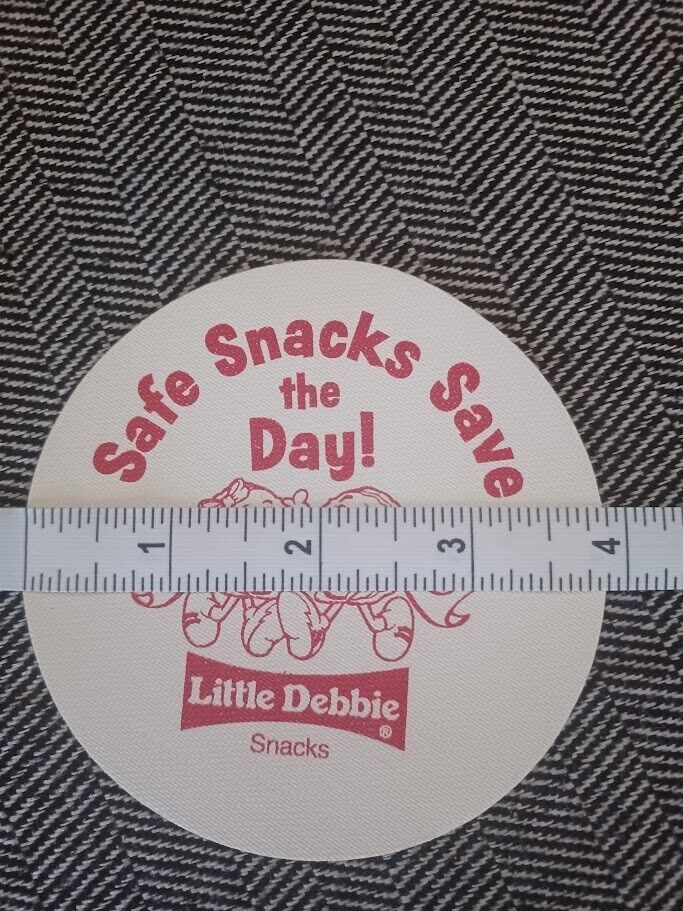 Safe Snacks Save
the
Day!
1 2 3 4
Little Debbie®
Snacks